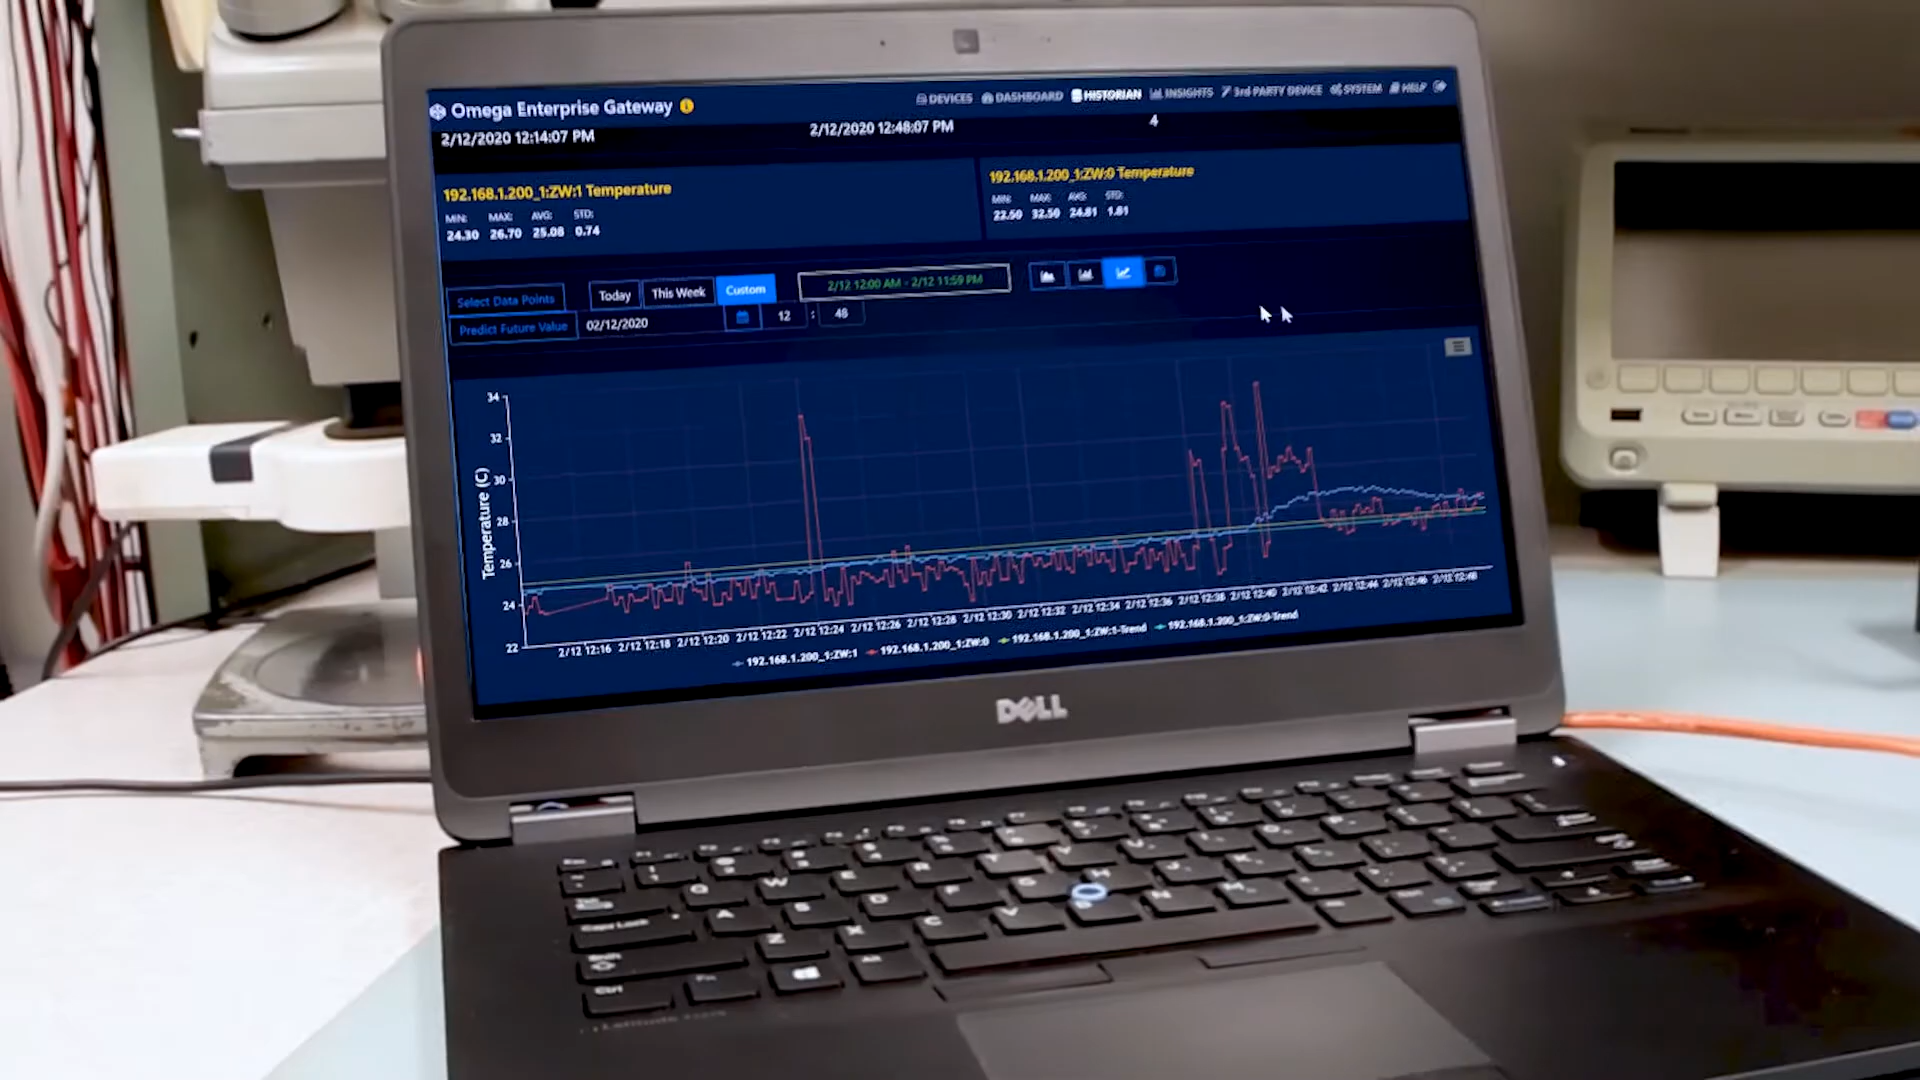 Omega Enterprise Gateway
DEVICES DASHBOARD HISTORIAN INSIGHTS 3rd PARTY DEVICE SYSTEM HELP
2/12/2020 12:14:07 PM 2/12/2020 12:48:07 PM 4
192.168.1.200_1:ZW:1 Temperature
MIN: MAX: AVG: STD:
24.30 26.70 25.08 0.74
192.168.1.200_1:ZW:0 Temperature
MIN: MAX: AVG: STD:
22.50 32.50 24.81 1.81
Select Data Points Today This Week Custom 2/12 12:00 AM - 2/12 11:59 PM
Predict Future Value 02/12/2020 12 : 48
Temperature (C)
34
32
30
28
26
24
22
2/12 12:16 2/12 12:18 2/12 12:20 2/12 12:22 2/12 12:24 2/12 12:26 2/12 12:28 2/12 12:30 2/12 12:32 2/12 12:34 2/12 12:36 2/12 12:38 2/12 12:40 2/12 12:42 2/12 12:44 2/12 12:46 2/12 12:48
192.168.1.200_1:ZW:1 192.168.1.200_1:ZW:0 192.168.1.200_1:ZW:1-Trend 192.168.1.200_1:ZW:0-Trend
DELL
Q W E R
Caps Lock A S D F G H
Z X C V B N M
Ctrl Fn Alt